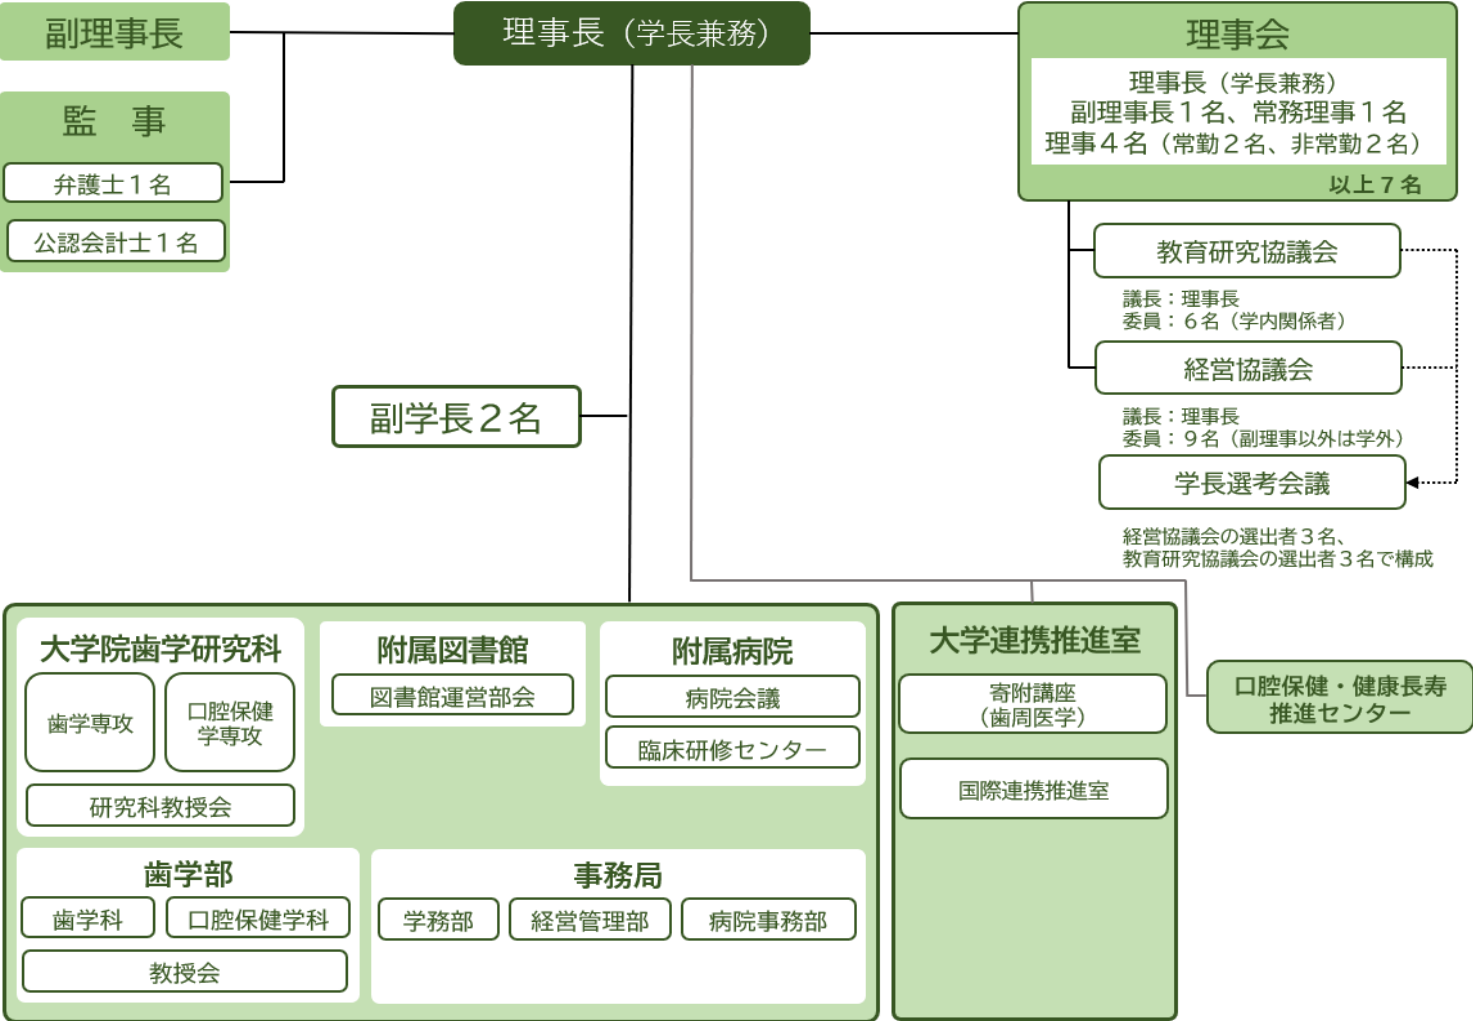 副理事長
監　事
弁護士１名
公認会計士１名
理事長（学長兼務）
理事会
理事長（学長兼務）
副理事長１名、常務理事１名
理事４名（常勤２名、非常勤２名）
以上７名
教育研究協議会
議長：理事長
委員：６名（学内関係者）
経営協議会
議長：理事長
委員：９名（副理事以外は学外）
学長選考会議
経営協議会の選出者３名、
教育研究協議会の選出者３名で構成
副学長２名
大学院歯学研究科
歯学専攻
口腔保健
学専攻
研究科教授会
附属図書館
図書館運営部会
附属病院
病院会議
臨床研修センター
歯学部
歯学科
口腔保健学科
教授会
事務局
学務部
経営管理部
病院事務部
大学連携推進室
寄附講座
（歯周医学）
国際連携推進室
口腔保健・健康長寿
推進センター